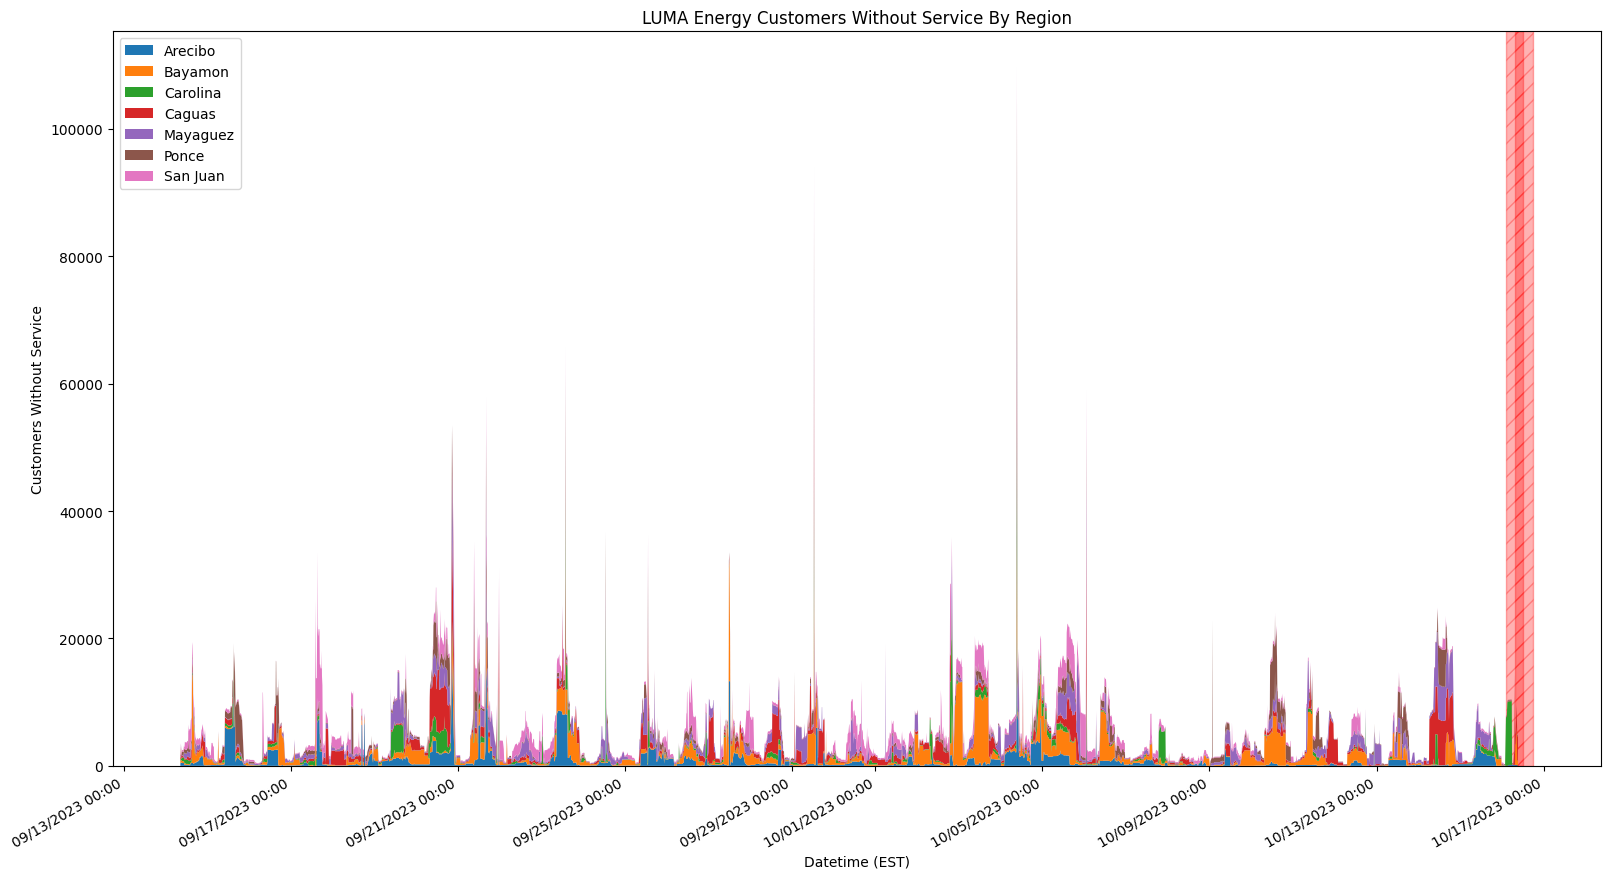 LUMA Energy Customers Without Service By Region
Arecibo
Bayamon
Carolina
Caguas
Mayaguez
Ponce
San Juan
Customers Without Service
100000
80000
60000
40000
20000
0
09/13/2023 00:00
09/17/2023 00:00
09/21/2023 00:00
09/25/2023 00:00
09/29/2023 00:00
10/01/2023 00:00
10/05/2023 00:00
10/09/2023 00:00
10/13/2023 00:00
10/17/2023 00:00
Datetime (EST)